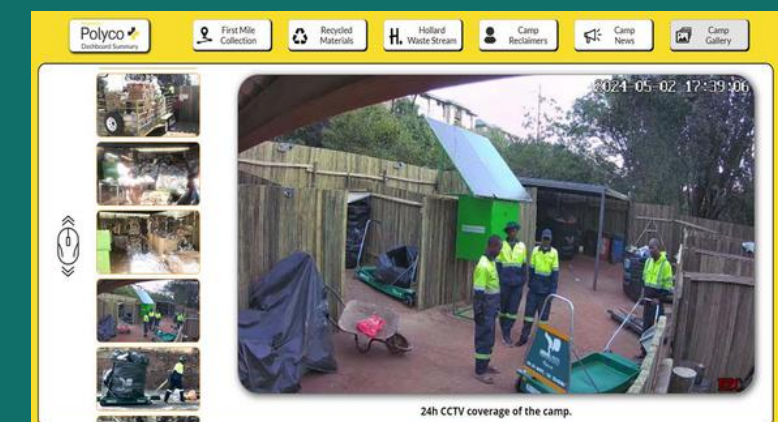 Polyco
Dashboard Summary
First Mile
Collection
Recycled
Materials
H.
Hollard
Waste Stream
Camp
Reclaimers
Camp
News
Camp
Gallery
2024-05-02 17:39:06
24h CCTV coverage of the camp.